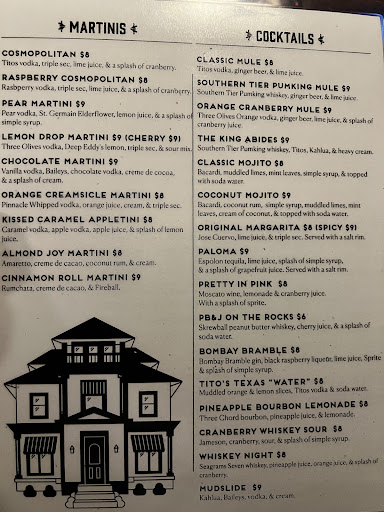 MARTINIS
COSMOPOLITAN $8
Titos vodka, triple sec, lime juice, & a splash of cranberry.
RASPBERRY COSMOPOLITAN $8
Raspberry vodka, triple sec, lime juice, & a splash of cranberry.
PEAR MARTINI $9
Pear vodka, St. Germain Elderflower, lemon juice, & a splash of
simple syrup.
LEMON DROP MARTINI $9 (CHERRY $9)
Three Olives vodka, Deep Eddy's lemon, triple sec, & sour mix.
CHOCOLATE MARTINI $9
Vanilla vodka, Baileys, chocolate vodka, creme de cocoa,
& a splash of cream.
ORANGE CREAMSICLE MARTINI $8
Pinnacle Whipped vodka, orange juice, cream, & triple sec.
KISSED CARAMEL APPLETINI $8
Caramel vodka, apple vodka, apple juice, & splash of lemon
juice.
ALMOND JOY MARTINI $8
Amaretto, creme de cacao, coconut rum, & cream.
CINNAMON ROLL MARTINI $9
Rumchata, creme de cacao, & Fireball.
COCKTAILS
CLASSIC MULE $8
Titos vodka, ginger beer, & lime juice.
SOUTHERN TIER PUMKING MULE $9
Southern Tier Pumking whiskey, ginger beer, & lime juice.
ORANGE CRANBERRY MULE $9
Three Olives Orange vodka, ginger beer, lime juice, & splash of
cranberry juice.
THE KING ABIDES $9
Southern Tier Pumking whiskey, Titos, Kahlua, & heavy cream.
CLASSIC MOJITO $8
Bacardi, muddled limes, mint leaves, simple syrup, & topped
with soda water.
COCONUT MOJITO $9
Bacardi, coconut rum, simple syrup, muddled limes, mint
leaves, cream of coconut, & topped with soda water.
ORIGINAL MARGARITA $8 (SPICY $9)
Jose Cuervo, lime juice, & triple sec. Served with a salt rim.
PALOMA $9
Espolon tequila, lime juice, splash of simple syrup,
& a splash of grapefruit juice. Served with a salt rim.
PRETTY IN PINK $8
Moscato wine, lemonade & cranberry juice.
With a splash of sprite.
PB&J ON THE ROCKS $6
Skrewball peanut butter whiskey, cherry juice, & a splash of
soda water.
BOMBAY BRAMBLE $8
Bombay Bramble gin, black raspberry liqueur, lime juice, Sprite
& splash of simple syrup.
TITO'S TEXAS "WATER" $8
Muddled orange & lemon slices, Titos vodka & soda water.
PINEAPPLE BOURBON LEMONADE $8
Three Chord bourbon, pineapple juice, & lemonade.
CRANBERRY WHISKEY SOUR $8
Jameson, cranberry, sour, & splash of simple syrup.
WHISKEY NIGHT $8
Seagrams Seven whiskey, pineapple juice, orange juice, & splash of
cranberry.
MUDSLIDE $9
Kahlua, Baileys, vodka, & cream.